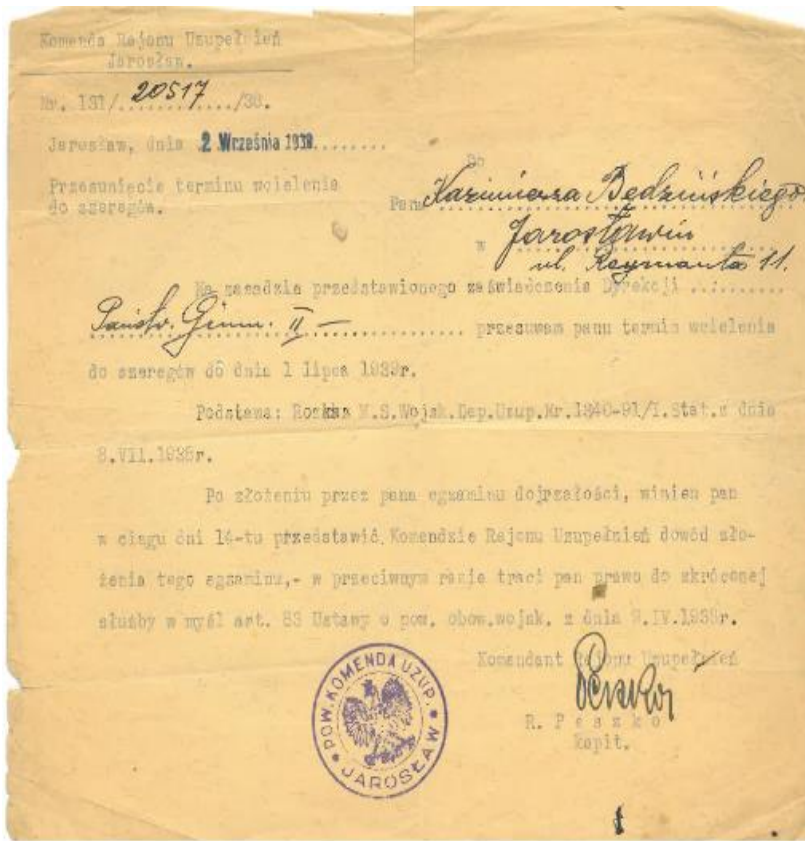 Komenda Rejonu Uzupełnień
Jarosław.
Nr. 131/ 20517 /38.
Jarosław, dnia 2 Września 1938
Przesunięcie terminu wcielenia
do szeregów.
Do
Pana Kazimierza Będzińskiego
w Jarosławiu
ul. Reymonta 11.
Na zasadzie przedstawionego zaświadczenia Dyrekcji
Państw. Gimn. II – przesuwam panu termin wcielenia
do szeregów do dnia 1 lipca 1939r.
Podstawa: Rozkaz M.S.Wojsk.Dep.Uzup.Nr.1340-91/I.Stat.z dnia
8.VII.1938r.
Po złożeniu przez pana egzaminu dojrzałości, winien pan
w ciągu dni 14-tu przedstawić Komendzie Rejonu Uzupełnień dowód zło-
żenia tego egzaminu,- w przeciwnym razie traci pan prawo do skróconej
służby w myśl art. 63 Ustawy o pow. obow.wojsk. z dnia 9.IV.1938r.
Komendant Rejonu Uzupełnień
R. Peszko
kapit.
POW. KOMENDA UZUP.
JAROSŁAW